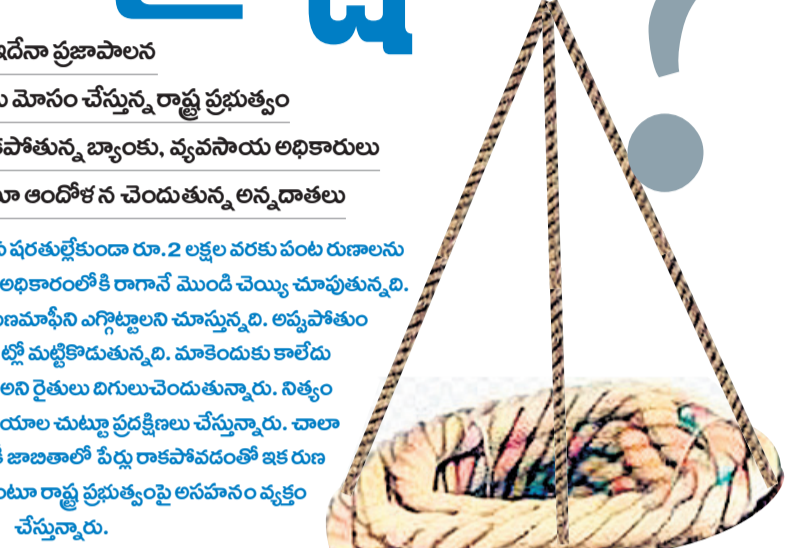 ?
ఇదేనా ప్రజాపాలన
మోసం చేస్తున్న రాష్ట్ర ప్రభుత్వం
బ్యాంకు, వ్యవసాయ అధికారులు
ఆందోళ న చెందుతున్న అన్నదాతలు
షరతుల్లేకుండా రూ.2 లక్షల వరకు పంట రుణాలను
అధికారంలోకి రాగానే మొండి చెయ్యి చూపుతున్నది.
ఎగ్గొట్టాలని చూస్తున్నది. అప్పపోతుం
ట్లో మట్టికొడుతున్నది. మాకెందుకు కాలేదు
అని రైతులు దిగులుచెందుతున్నారు. నిత్యం
యాల చుట్టూ ప్రదక్షిణలు చేస్తున్నారు. చాలా
జాబితాలో పేర్లు రాకపోవడంతో ఇక రుణ
రాష్ట్ర ప్రభుత్వంపై అసహనం వ్యక్తం
చేస్తున్నారు.